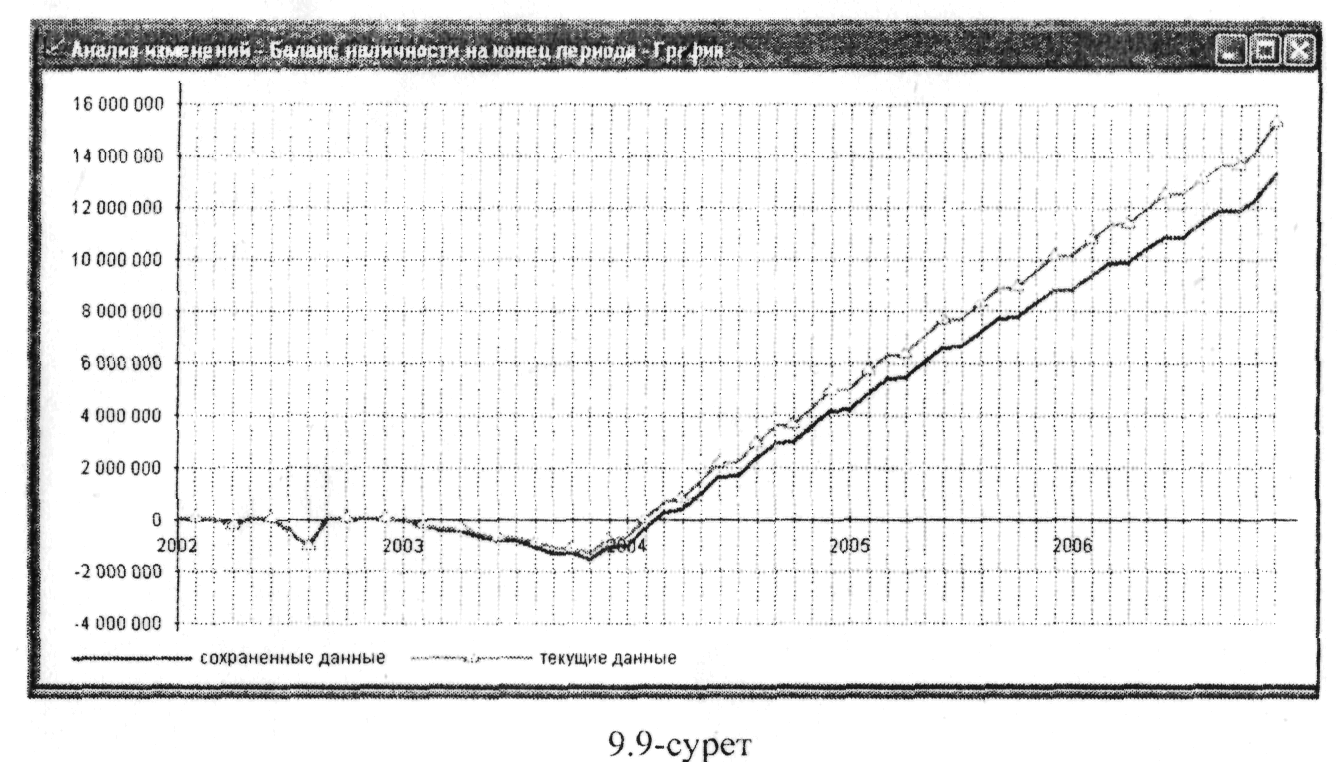 Анализ изменений - Баланс наличности на конец периода - График
16 000 000
14 000 000
12 000 000
10 000 000
8 000 000
6 000 000
4 000 000
2 000 000
0
2002 2003 2004 2005 2006
-2 000 000
-4 000 000
сохраненные данные текущие данные
9.9-сурет